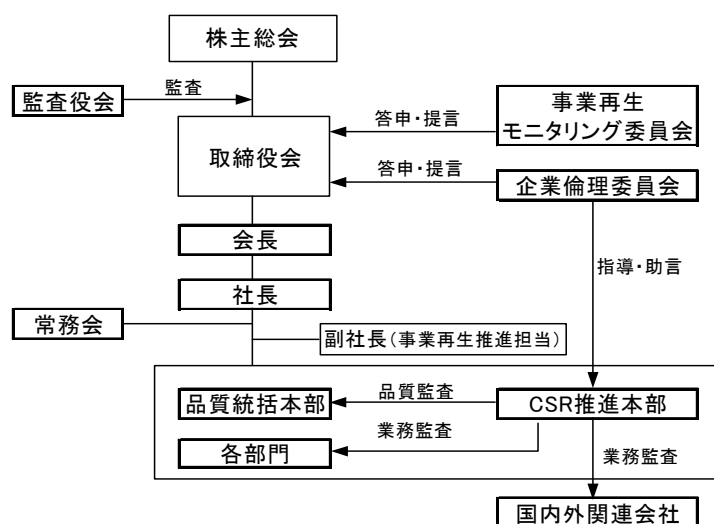 株主総会
監査役会
監査
事業再生
モニタリング委員会
答申・提言
取締役会
答申・提言
企業倫理委員会
会長
指導・助言
社長
常務会
副社長（事業再生推進担当）
品質統括本部
品質監査
CSR推進本部
業務監査
各部門
業務監査
国内外関連会社